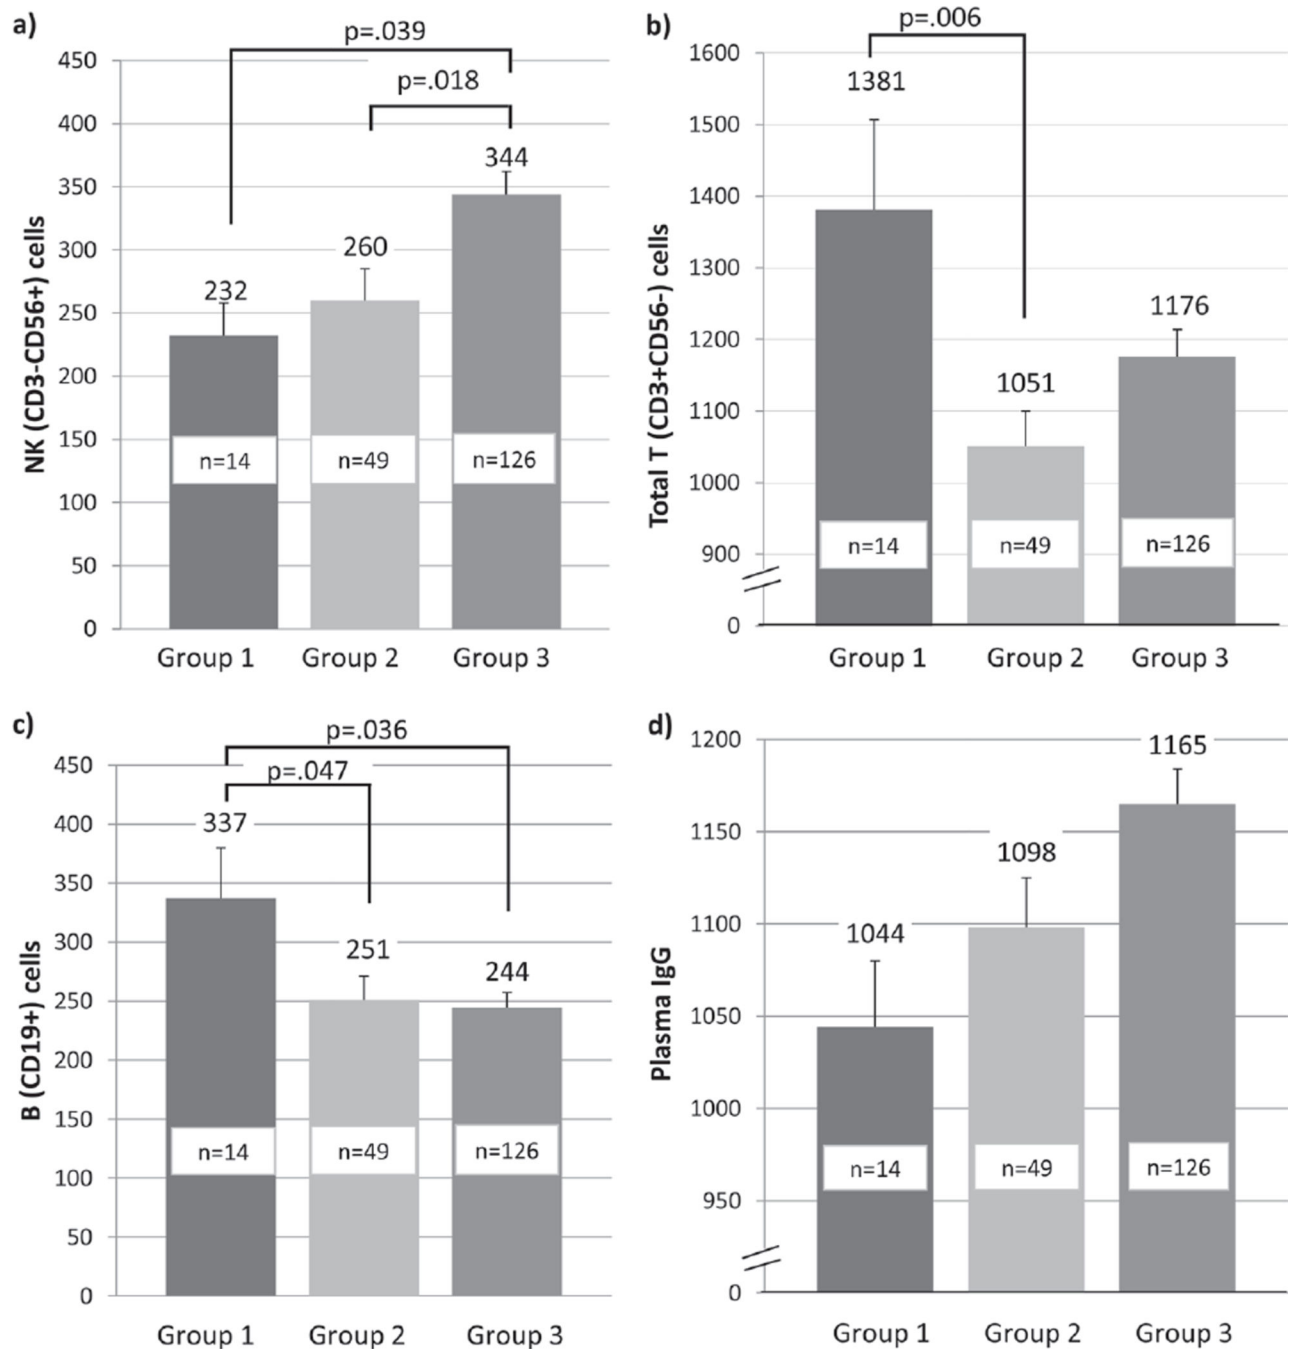 a)
p=.039
p=.018
NK (CD3-CD56+) cells
450
400
350
300
250
200
150
100
50
0
232
260
344
n=14
n=49
n=126
Group 1
Group 2
Group 3
b)
p=.006
Total T (CD3+CD56-) cells
1600
1500
1400
1300
1200
1100
1000
900
0
1381
1051
1176
n=14
n=49
n=126
Group 1
Group 2
Group 3
c)
p=.036
p=.047
B (CD19+) cells
450
400
350
300
250
200
150
100
50
0
337
251
244
n=14
n=49
n=126
Group 1
Group 2
Group 3
d)
Plasma IgG
1200
1150
1100
1050
1000
950
0
1044
1098
1165
n=14
n=49
n=126
Group 1
Group 2
Group 3